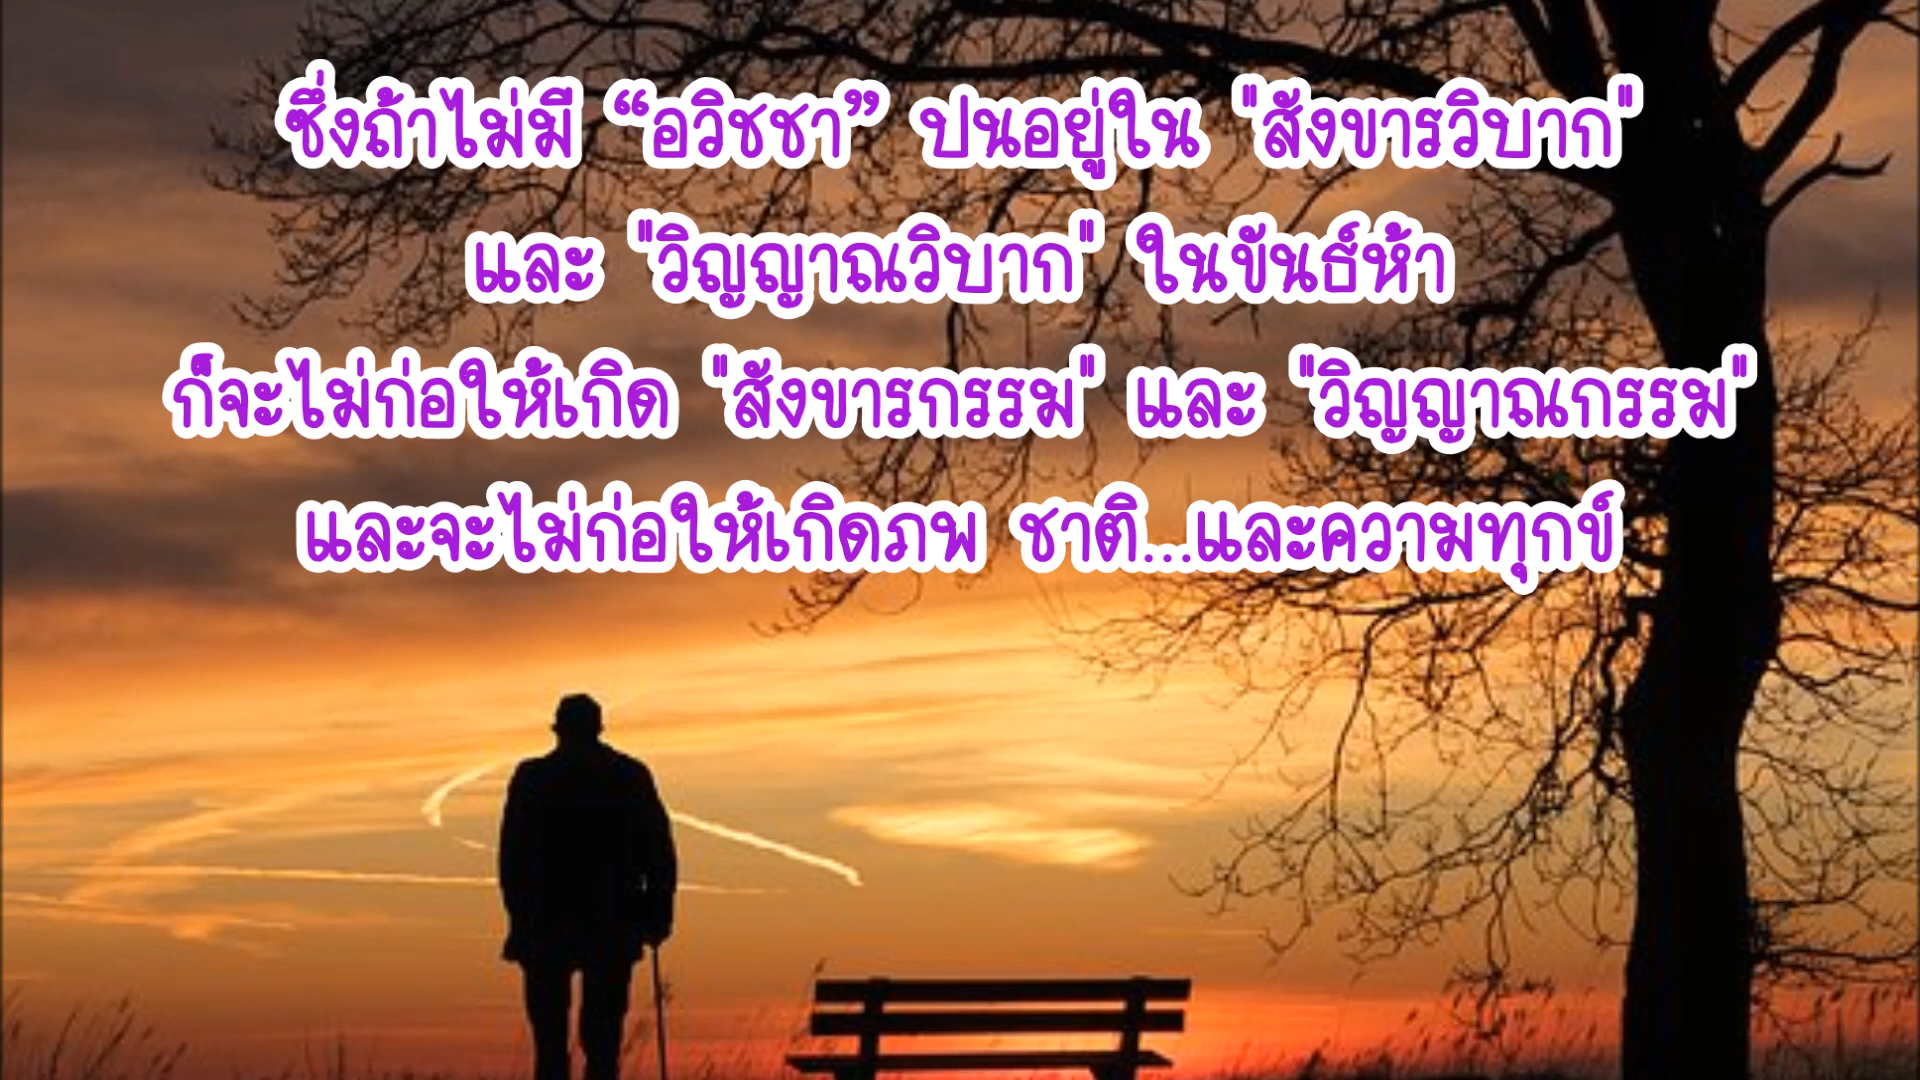 ซึ่งถ้าไม่มี “อวิชชา” ปนอยู่ใน "สังขารวิบาก"
และ "วิญญาณวิบาก" ในขันธ์ห้า
ก็จะไม่ก่อให้เกิด "สังขารกรรม" และ "วิญญาณกรรม"
และจะไม่ก่อให้เกิดภพ ชาติ...และความทุกข์